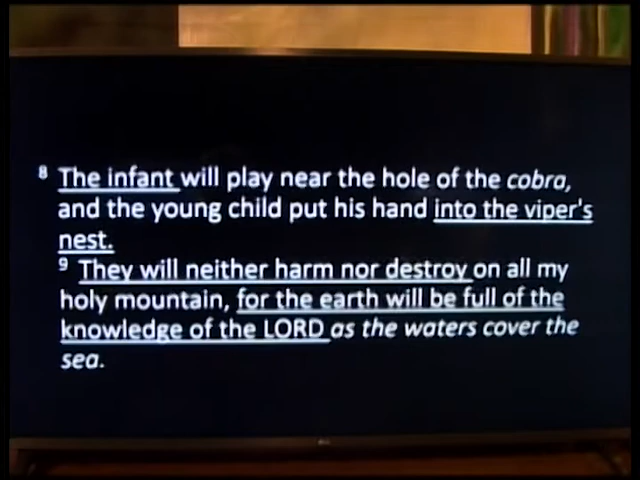 8 The infant will play near the hole of the cobra,
and the young child put his hand into the viper's
nest.
9 They will neither harm nor destroy on all my
holy mountain, for the earth will be full of the
knowledge of the LORD as the waters cover the
sea.